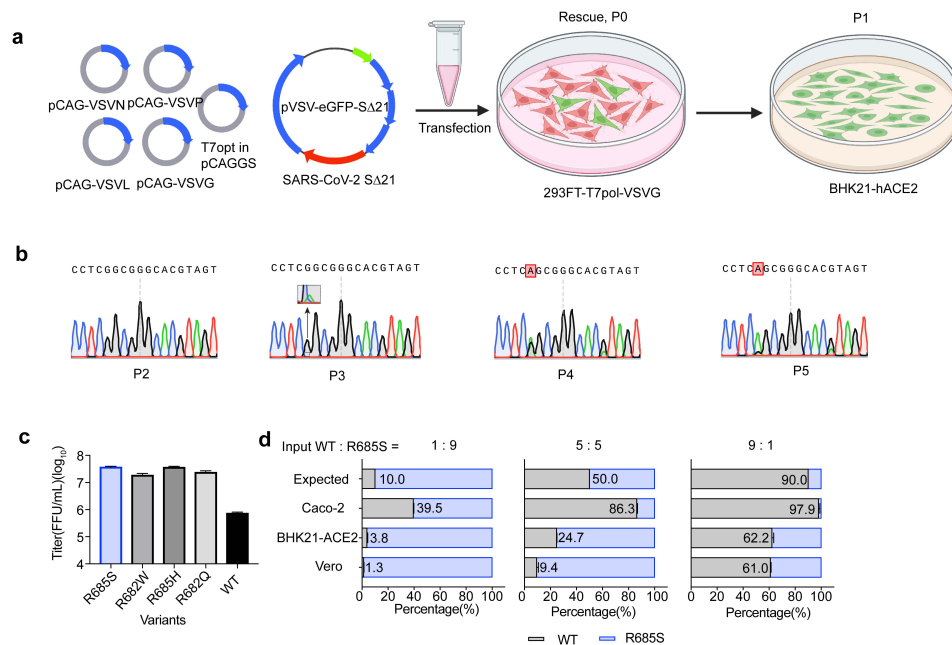 a
Rescue, P0
P1
pCAG-VSVN
pCAG-VSVP
pVSV-eGFP-SΔ21
Transfection
T7opt in
pCAGGS
pCAG-VSVL
pCAG-VSVG
SARS-CoV-2 SΔ21
293FT-T7pol-VSVG
BHK21-hACE2
b
CCTCGGCGGGCACGTAGT
CCTCGGCGGGCACGTAGT
CCTCAGCGGGCACGTAGT
CCTCAGCGGGCACGTAGT
P2
P3
P4
P5
c
Titer(FFU/mL)(log10)
8
7
6
5
4
R685S
R682W
R685H
R682Q
WT
Variants
d
Input WT : R685S =
1 : 9
5 : 5
9 : 1
Expected
10.0
50.0
90.0
Caco-2
39.5
86.3
97.9
BHK21-ACE2
3.8
24.7
62.2
Vero
1.3
9.4
61.0
0 20 40 60 80 100
0 20 40 60 80 100
0 20 40 60 80 100
Percentage(%)
Percentage(%)
Percentage(%)
WT
R685S